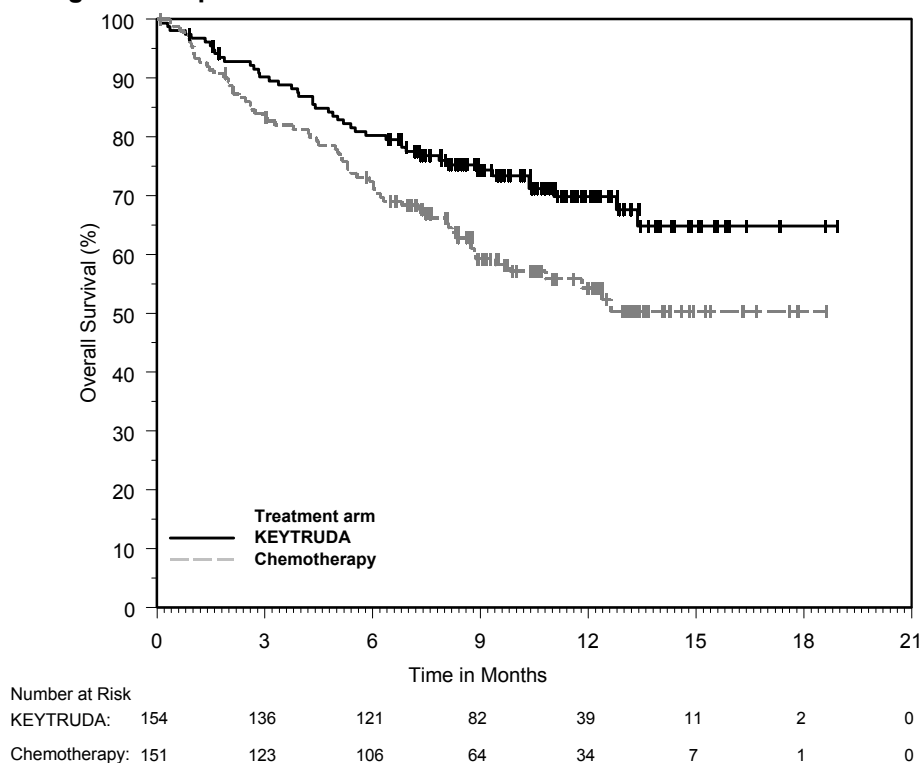 100
90
80
70
60
50
40
30
20
10
0
Overall Survival (%)
Treatment arm
KEYTRUDA
Chemotherapy
0 3 6 9 12 15 18 21
Time in Months
Number at Risk
KEYTRUDA: 154 136 121 82 39 11 2 0
Chemotherapy: 151 123 106 64 34 7 1 0